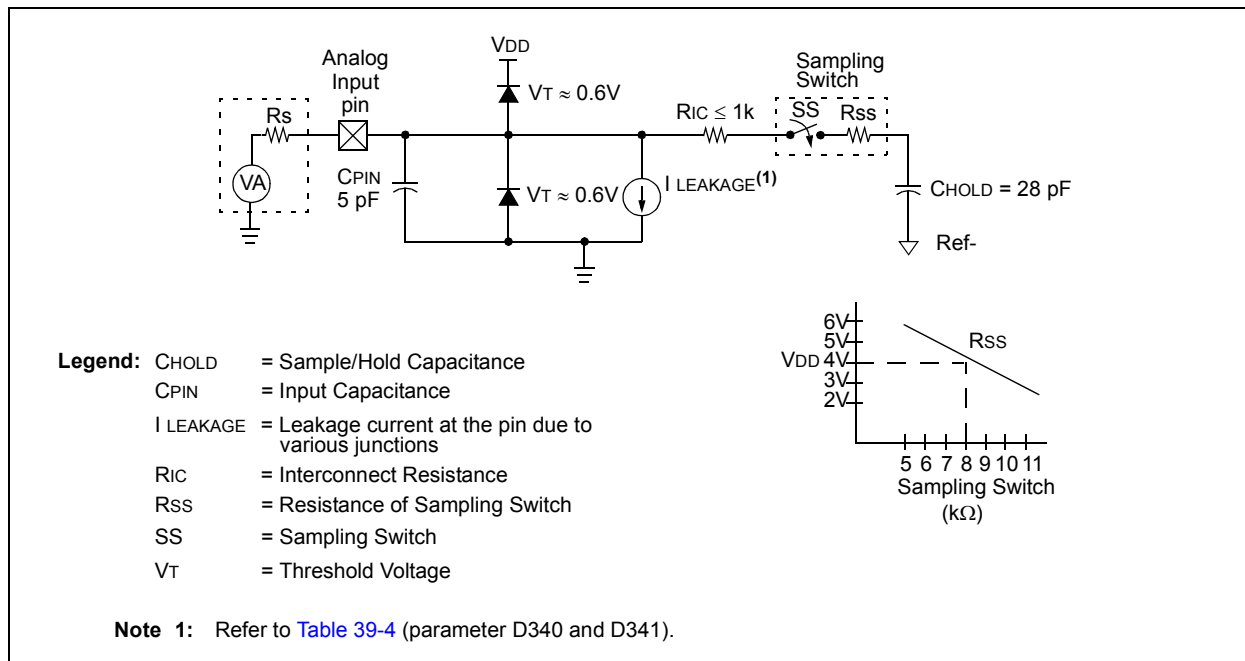 VDD
Analog
Input
pin
Sampling
Switch
VT ≈ 0.6V
Rs
RIC ≤ 1k
SS
Rss
VA
CPIN
5 pF
VT ≈ 0.6V
I LEAKAGE(1)
CHOLD = 28 pF
Ref-
6V
5V
VDD 4V
3V
2V
RSS
5 6 7 8 9 10 11
Sampling Switch
(kΩ)
Legend: CHOLD = Sample/Hold Capacitance
CPIN = Input Capacitance
I LEAKAGE = Leakage current at the pin due to
various junctions
RIC = Interconnect Resistance
RSS = Resistance of Sampling Switch
SS = Sampling Switch
VT = Threshold Voltage
Note 1: Refer to Table 39-4 (parameter D340 and D341).